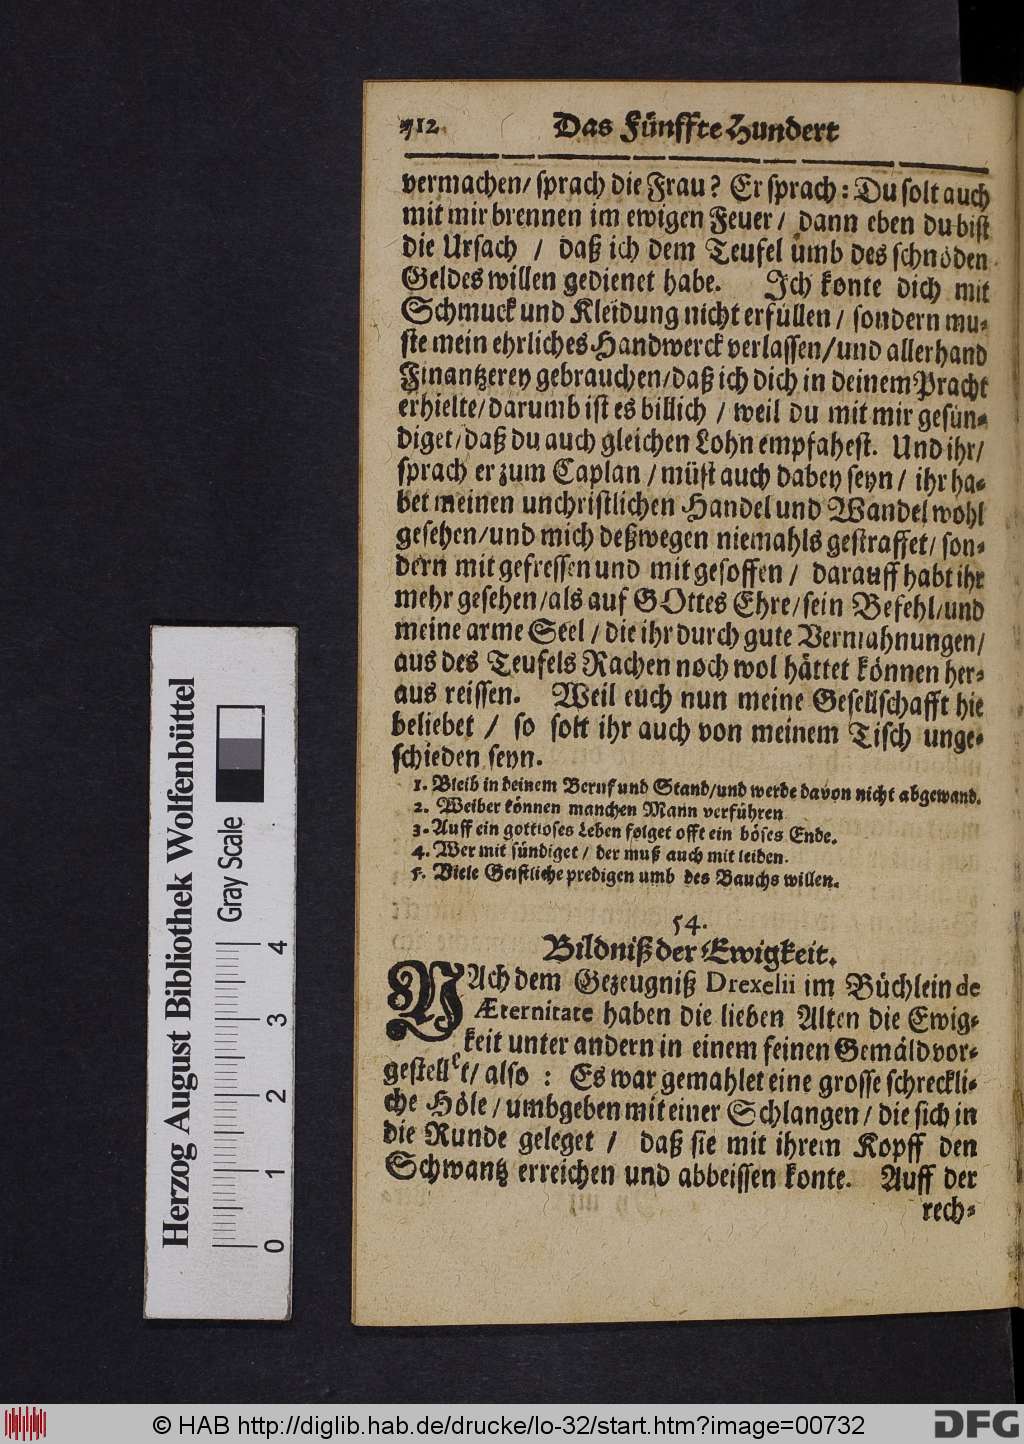 712 Das Fünffte Hundert
vermachen/ sprach die Frau? Er sprach: Du solt auch
mit mir brennen im ewigen Feuer/ dann eben du bist
die Ursach / daß ich dem Teufel umb des schnöden
Geldes willen gedienet habe. Ich konte dich mit
Schmuck und Kleidung nicht erfüllen/ sondern mu-
ste mein ehrliches Handwerck verlassen/und allerhand
Finantzerey gebrauchen/daß ich dich in deinem Pracht
erhielte/darumb ist es billich / weil du mit mir gesün-
diget/daß du auch gleichen Lohn empfahest. Und ihr/
sprach er zum Caplan / müst auch dabey seyn / ihr ha-
bet meinen unchristlichen Handel und Wandel wohl
gesehen/und mich deßwegen niemahls gestraffet/ son-
dern mit gefressen und mit gesoffen / darauff habt ihr
mehr gesehen/als auf GOttes Ehre/sein Befehl/und
meine arme Seel / die ihr durch gute Vermahnungen/
aus des Teufels Rachen noch wol hättet können her-
aus reissen. Weil euch nun meine Gesellschafft hie
beliebet / so solt ihr auch von meinem Tisch unge-
schieden seyn.
1. Bleib in deinem Beruf und Stand/und werde davon nicht abgewand.
2. Weiber können manchen Mann verführen
3. Auff ein gottloses Leben folget offt ein böses Ende.
4. Wer mit sündiget / der muß auch mit leiden.
5. Viele Geistliche predigen umb des Bauchs willen.
54.
Bildniß der Ewigkeit.
NAch dem Gezeugniß Drexelii im Büchlein de
Æternitate haben die lieben Alten die Ewig-
keit unter andern in einem feinen Gemäld vor-
gestellet/ also : Es war gemahlet eine grosse schreckli-
che Höle / umbgeben mit einer Schlangen / die sich in
die Runde geleget / daß sie mit ihrem Kopff den
Schwantz erreichen und abbeissen konte. Auff der
rech-
Herzog August Bibliothek Wolfenbüttel
Gray Scale
0 1 2 3 4
© HAB http://diglib.hab.de/drucke/lo-32/start.htm?image=00732
DFG